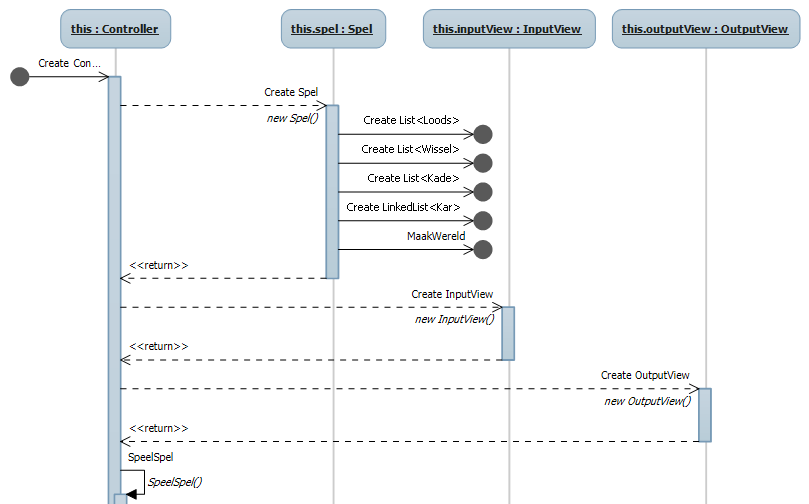 this : Controller
this.spel : Spel
this.inputView : InputView
this.outputView : OutputView
Create Con...
Create Spel
new Spel()
Create List<Loods>
Create List<Wissel>
Create List<Kade>
Create LinkedList<Kar>
MaakWereld
<<return>>
Create InputView
new InputView()
<<return>>
Create OutputView
new OutputView()
<<return>>
SpeelSpel
SpeelSpel()